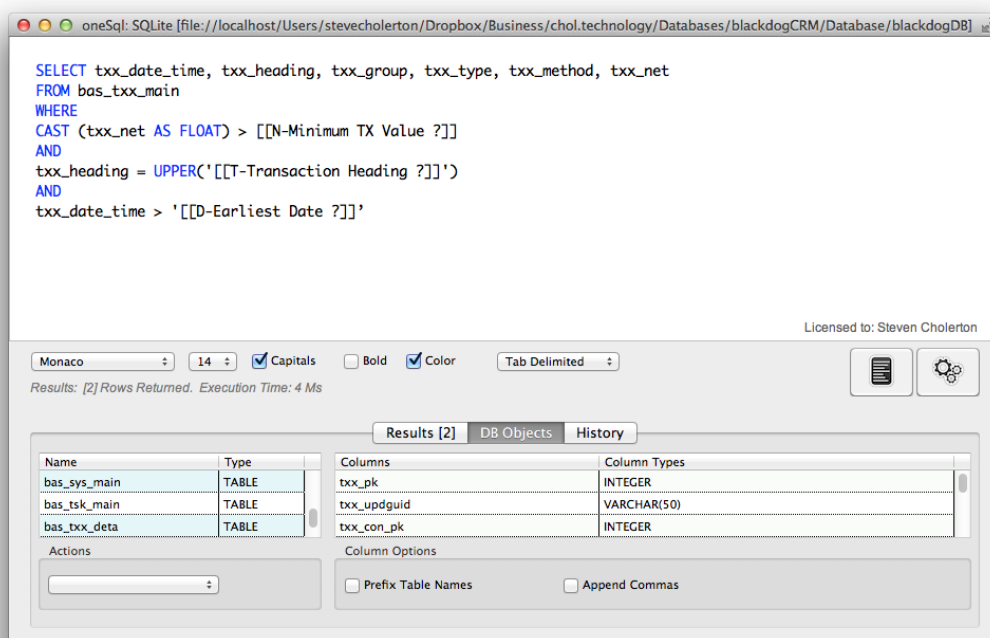 oneSql: SQLite [file://localhost/Users/stevecholerton/Dropbox/Business/chol.technology/Databases/blackdogCRM/Database/blackdogDB]
SELECT txx_date_time, txx_heading, txx_group, txx_type, txx_method, txx_net
FROM bas_txx_main
WHERE
CAST (txx_net AS FLOAT) > [[N-Minimum TX Value ?]]
AND
txx_heading = UPPER('[[T-Transaction Heading ?]]')
AND
txx_date_time > '[[D-Earliest Date ?]]’
Licensed to: Steven Cholerton
Monaco 14 Capitals Bold Color Tab Delimited
Results: [2] Rows Returned. Execution Time: 4 Ms
Results [2] DB Objects History
Name Type Columns Column Types
bas_sys_main TABLE txx_pk INTEGER
bas_tsk_main TABLE txx_updguid VARCHAR(50)
bas_txx_deta TABLE txx_con_pk INTEGER
Actions Column Options
Prefix Table Names Append Commas